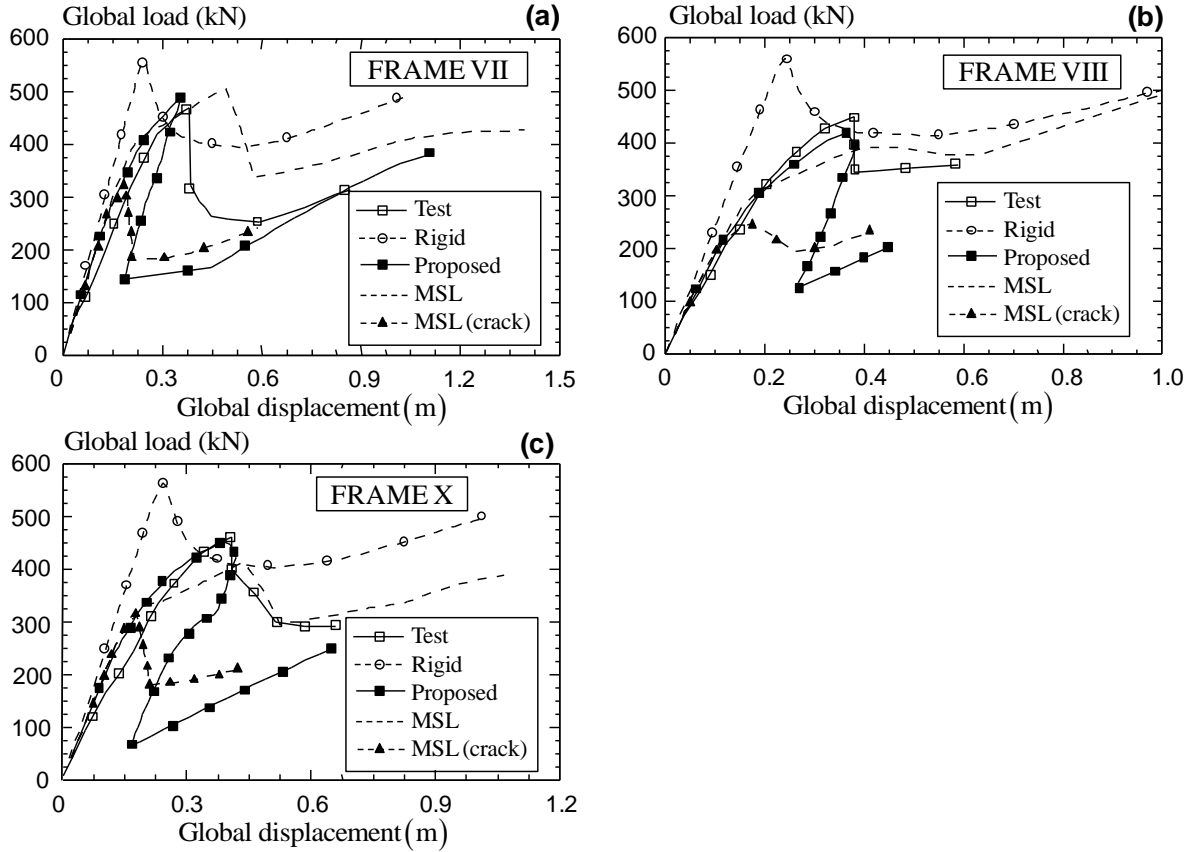 Global load (kN)
(a)
600
500
400
300
200
100
0
FRAME VII
Test
Rigid
Proposed
MSL
MSL (crack)
0 0.3 0.6 0.9 1.2 1.5
Global displacement (m)
Global load (kN)
(b)
600
500
400
300
200
100
0
FRAME VIII
Test
Rigid
Proposed
MSL
MSL (crack)
0 0.2 0.4 0.6 0.8 1.0
Global displacement (m)
Global load (kN)
(c)
600
500
400
300
200
100
0
FRAME X
Test
Rigid
Proposed
MSL
MSL (crack)
0 0.3 0.6 0.9 1.2
Global displacement (m)